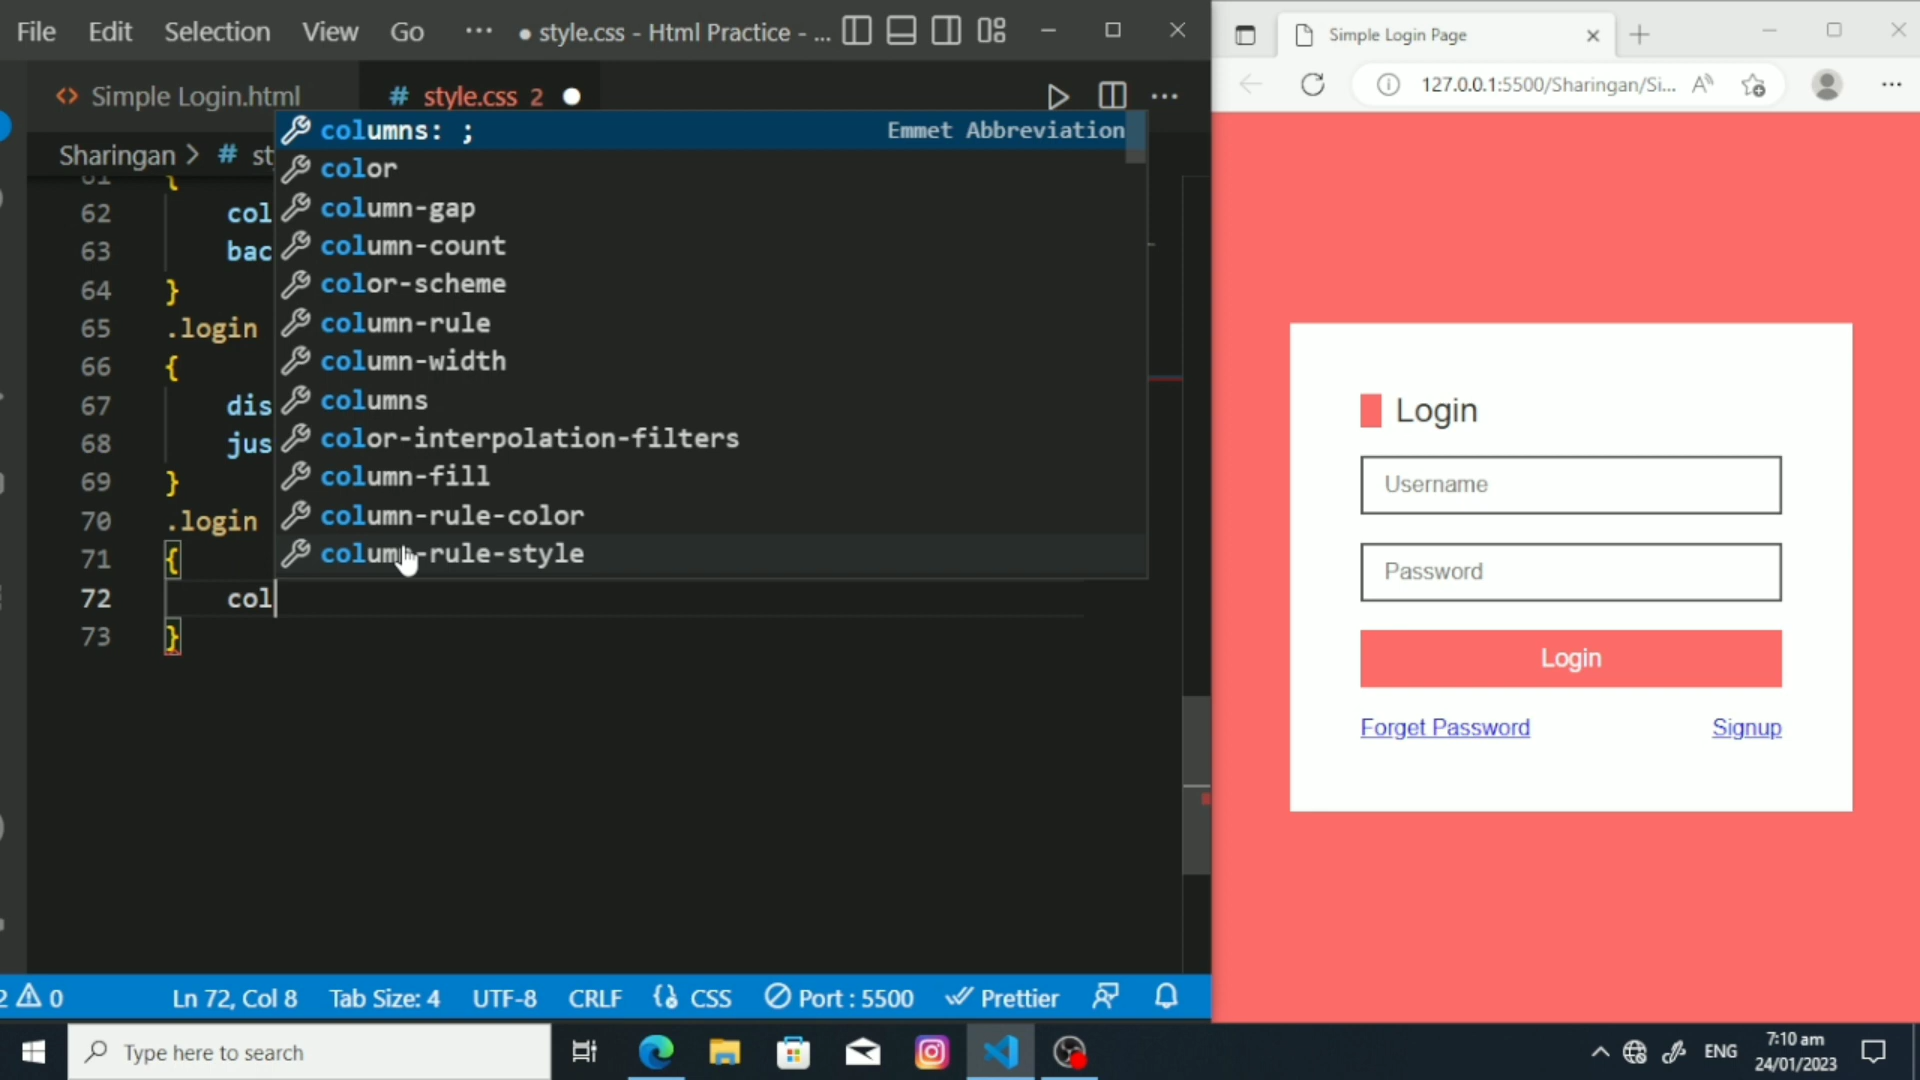 File Edit Selection View Go ··· ● style.css - Html Practice - ...
<> Simple Login.html # style.css 2 ●
Sharingan > # st
columns: ; Emmet Abbreviation
color
column-gap
column-count
color-scheme
column-rule
column-width
columns
color-interpolation-filters
column-fill
column-rule-color
column-rule-style
61 {
62 col
63 bac
64 }
65 .login
66 {
67 dis
68 jus
69 }
70 .login
71 {
72 col
73 }
2 0 Ln 72, Col 8 Tab Size: 4 UTF-8 CRLF {} CSS Port : 5500 Prettier
Simple Login Page
127.0.0.1:5500/Sharingan/Si...
Login
Username
Password
Login
Forget Password Signup
Type here to search
ENG 7:10 am
24/01/2023